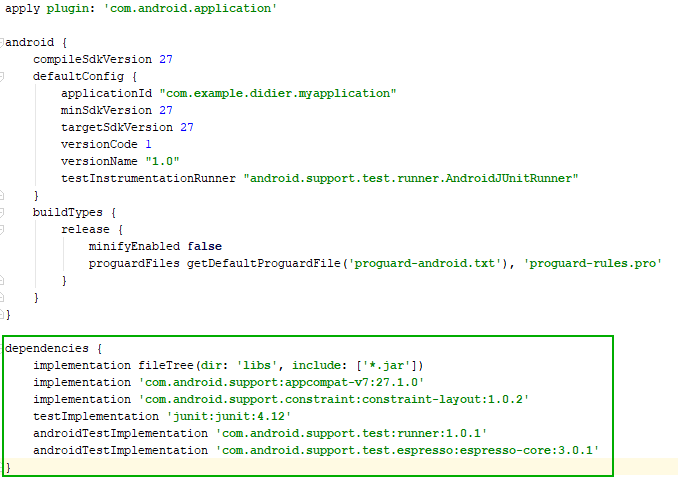 apply plugin: 'com.android.application'
android {
compileSdkVersion 27
defaultConfig {
applicationId "com.example.didier.myapplication"
minSdkVersion 27
targetSdkVersion 27
versionCode 1
versionName "1.0"
testInstrumentationRunner "android.support.test.runner.AndroidJUnitRunner"
}
buildTypes {
release {
minifyEnabled false
proguardFiles getDefaultProguardFile('proguard-android.txt'), 'proguard-rules.pro'
}
}
}
dependencies {
implementation fileTree(dir: 'libs', include: ['*.jar'])
implementation 'com.android.support:appcompat-v7:27.1.0'
implementation 'com.android.support.constraint:constraint-layout:1.0.2'
testImplementation 'junit:junit:4.12'
androidTestImplementation 'com.android.support.test:runner:1.0.1'
androidTestImplementation 'com.android.support.test.espresso:espresso-core:3.0.1'
}